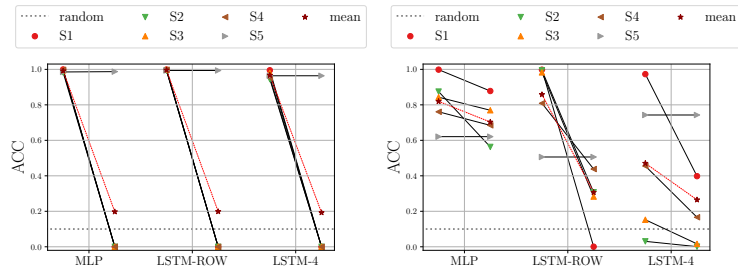 random S2 S4 mean
S1 S3 S5
ACC
1.0
0.8
0.6
0.4
0.2
0.0
MLP LSTM-ROW LSTM-4
random S2 S4 mean
S1 S3 S5
ACC
1.0
0.8
0.6
0.4
0.2
0.0
MLP LSTM-ROW LSTM-4